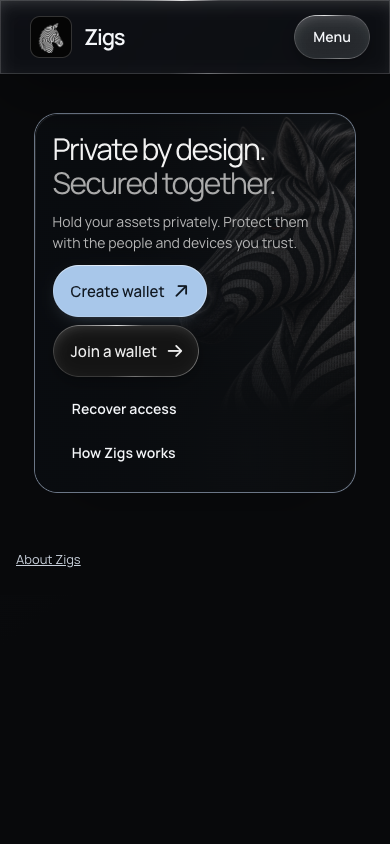 Zigs
Menu
Private by design.
Secured together.
Hold your assets privately. Protect them
with the people and devices you trust.
Create wallet
Join a wallet
Recover access
How Zigs works
About Zigs